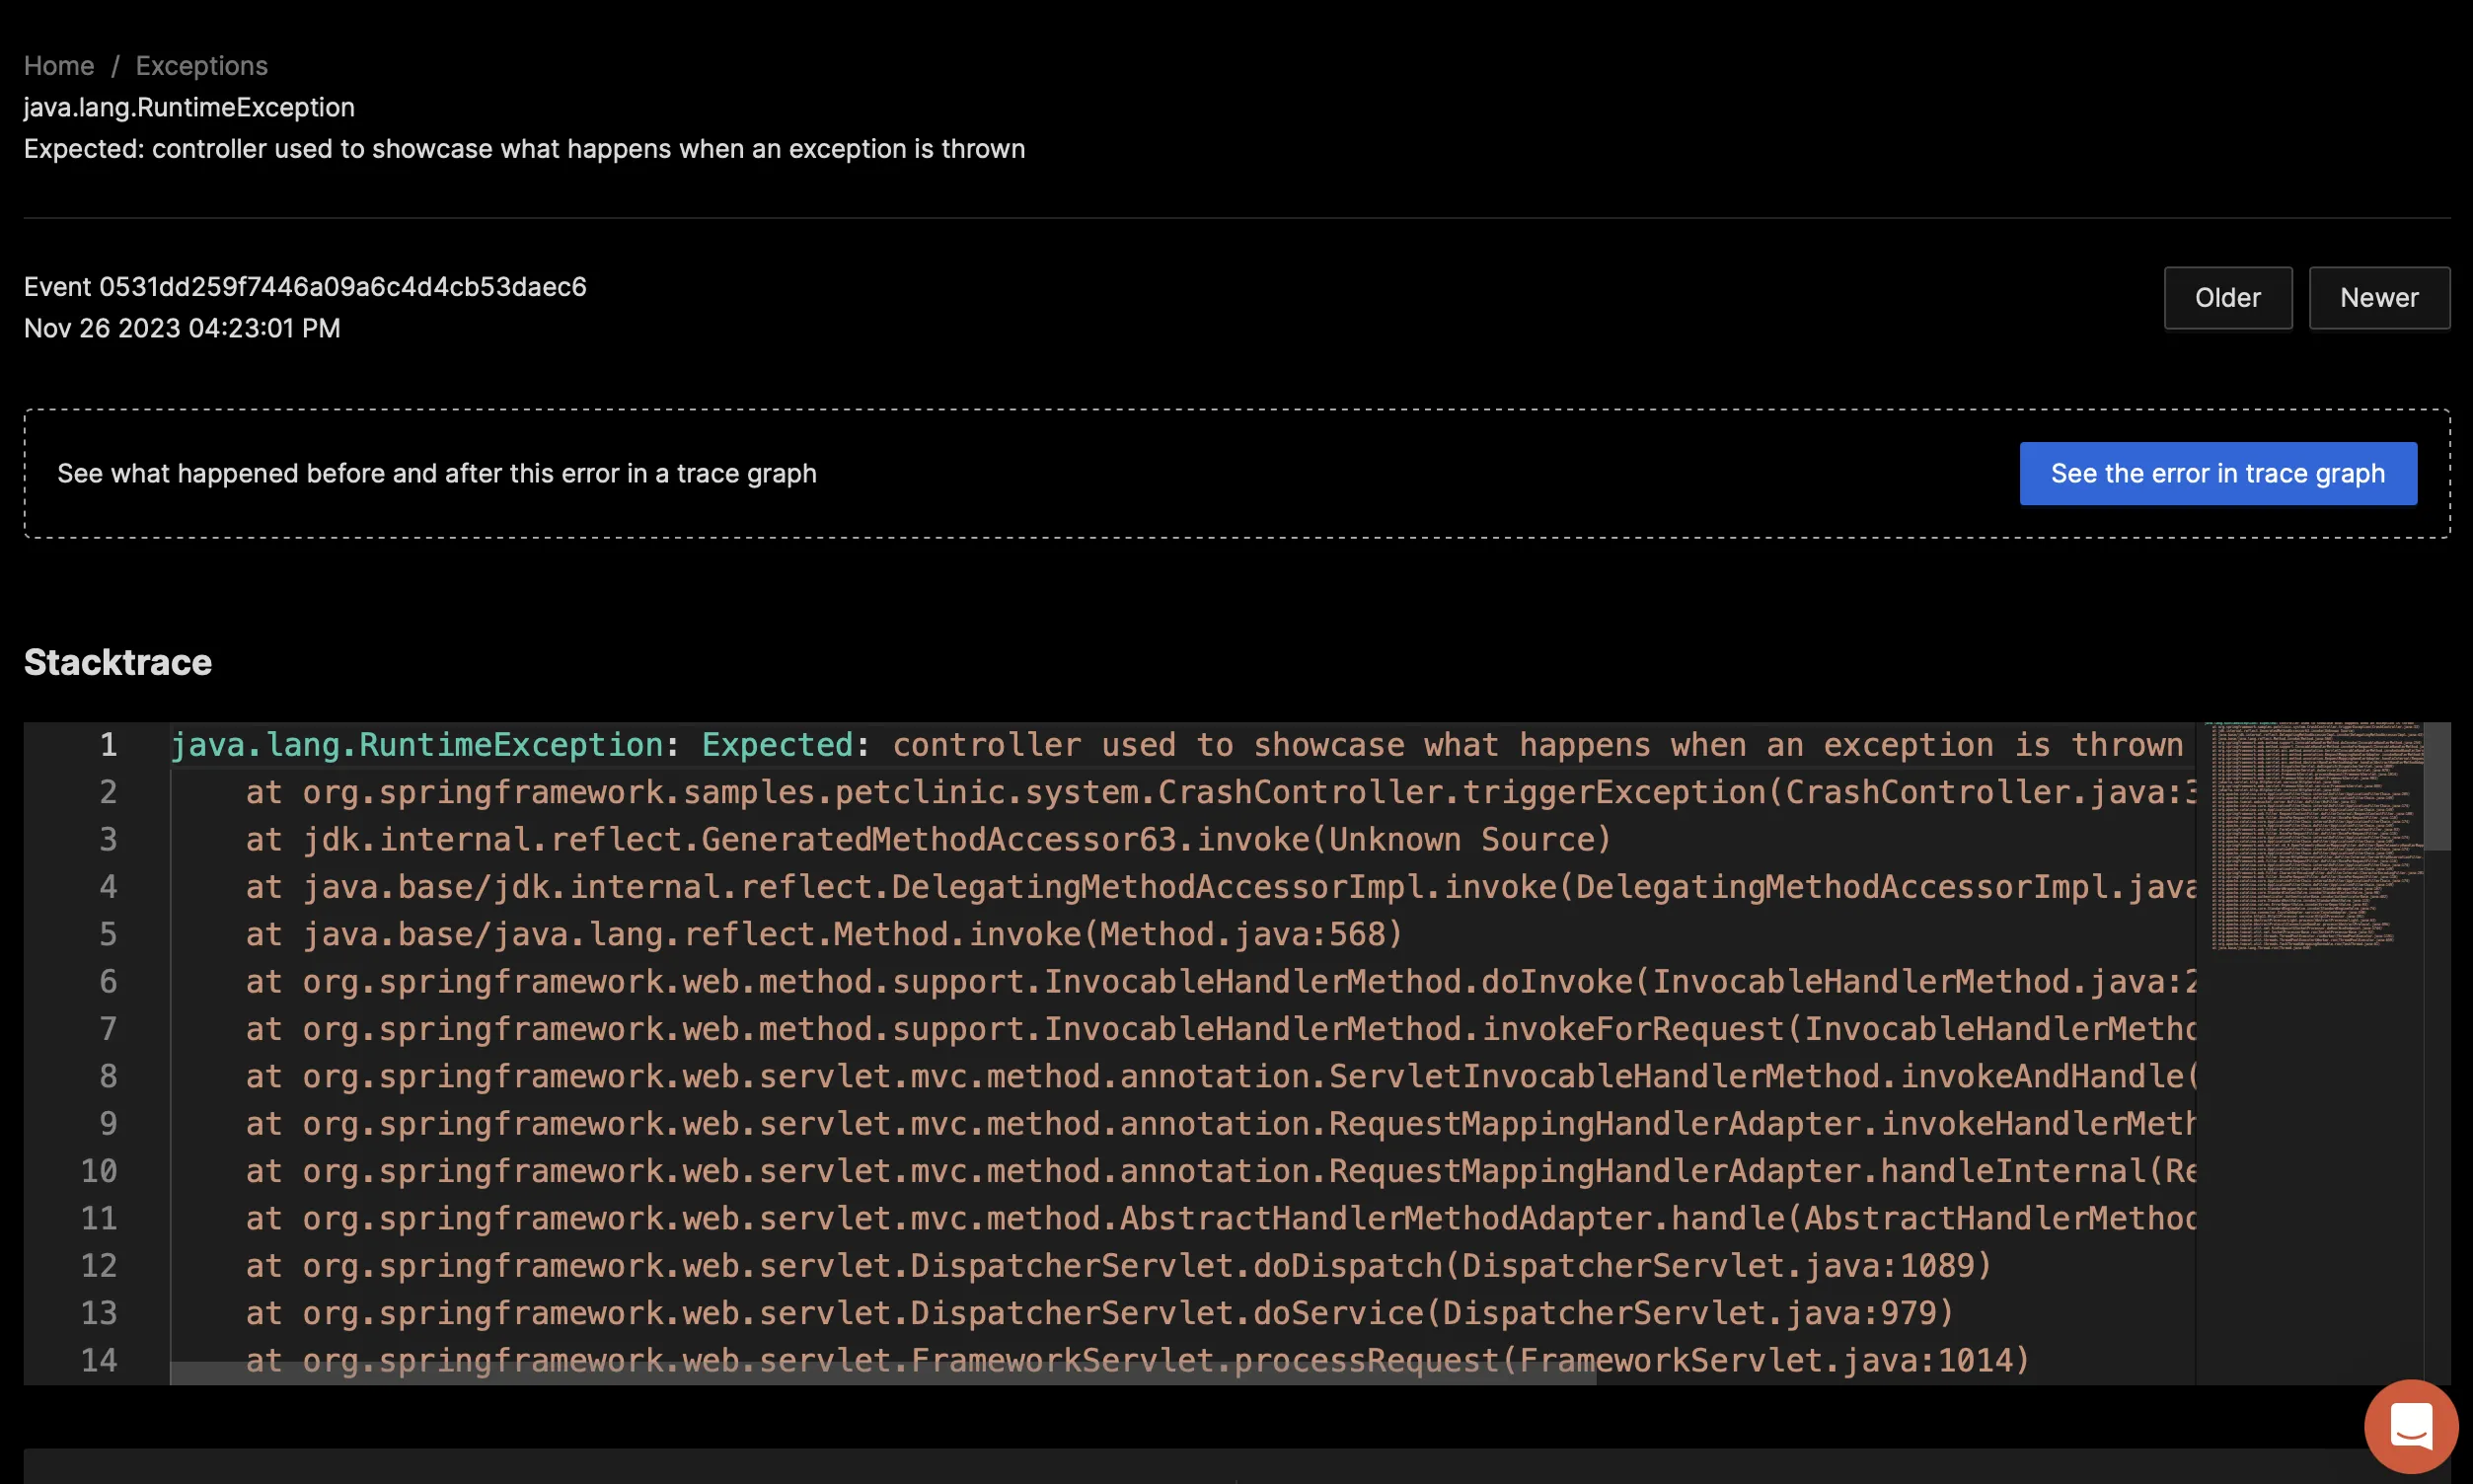 Home / Exceptions
java.lang.RuntimeException
Expected: controller used to showcase what happens when an exception is thrown
Event 0531dd259f7446a09a6c4d4cb53daec6
Nov 26 2023 04:23:01 PM
Older
Newer
See what happened before and after this error in a trace graph
See the error in trace graph
Stacktrace
1 java.lang.RuntimeException: Expected: controller used to showcase what happens when an exception is thrown
2 at org.springframework.samples.petclinic.system.CrashController.triggerException(CrashController.java:3
3 at jdk.internal.reflect.GeneratedMethodAccessor63.invoke(Unknown Source)
4 at java.base/jdk.internal.reflect.DelegatingMethodAccessorImpl.invoke(DelegatingMethodAccessorImpl.java
5 at java.base/java.lang.reflect.Method.invoke(Method.java:568)
6 at org.springframework.web.method.support.InvocableHandlerMethod.doInvoke(InvocableHandlerMethod.java:2
7 at org.springframework.web.method.support.InvocableHandlerMethod.invokeForRequest(InvocableHandlerMetho
8 at org.springframework.web.servlet.mvc.method.annotation.ServletInvocableHandlerMethod.invokeAndHandle(
9 at org.springframework.web.servlet.mvc.method.annotation.RequestMappingHandlerAdapter.invokeHandlerMeth
10 at org.springframework.web.servlet.mvc.method.annotation.RequestMappingHandlerAdapter.handleInternal(Re
11 at org.springframework.web.servlet.mvc.method.AbstractHandlerMethodAdapter.handle(AbstractHandlerMethod
12 at org.springframework.web.servlet.DispatcherServlet.doDispatch(DispatcherServlet.java:1089)
13 at org.springframework.web.servlet.DispatcherServlet.doService(DispatcherServlet.java:979)
14 at org.springframework.web.servlet.FrameworkServlet.processRequest(FrameworkServlet.java:1014)